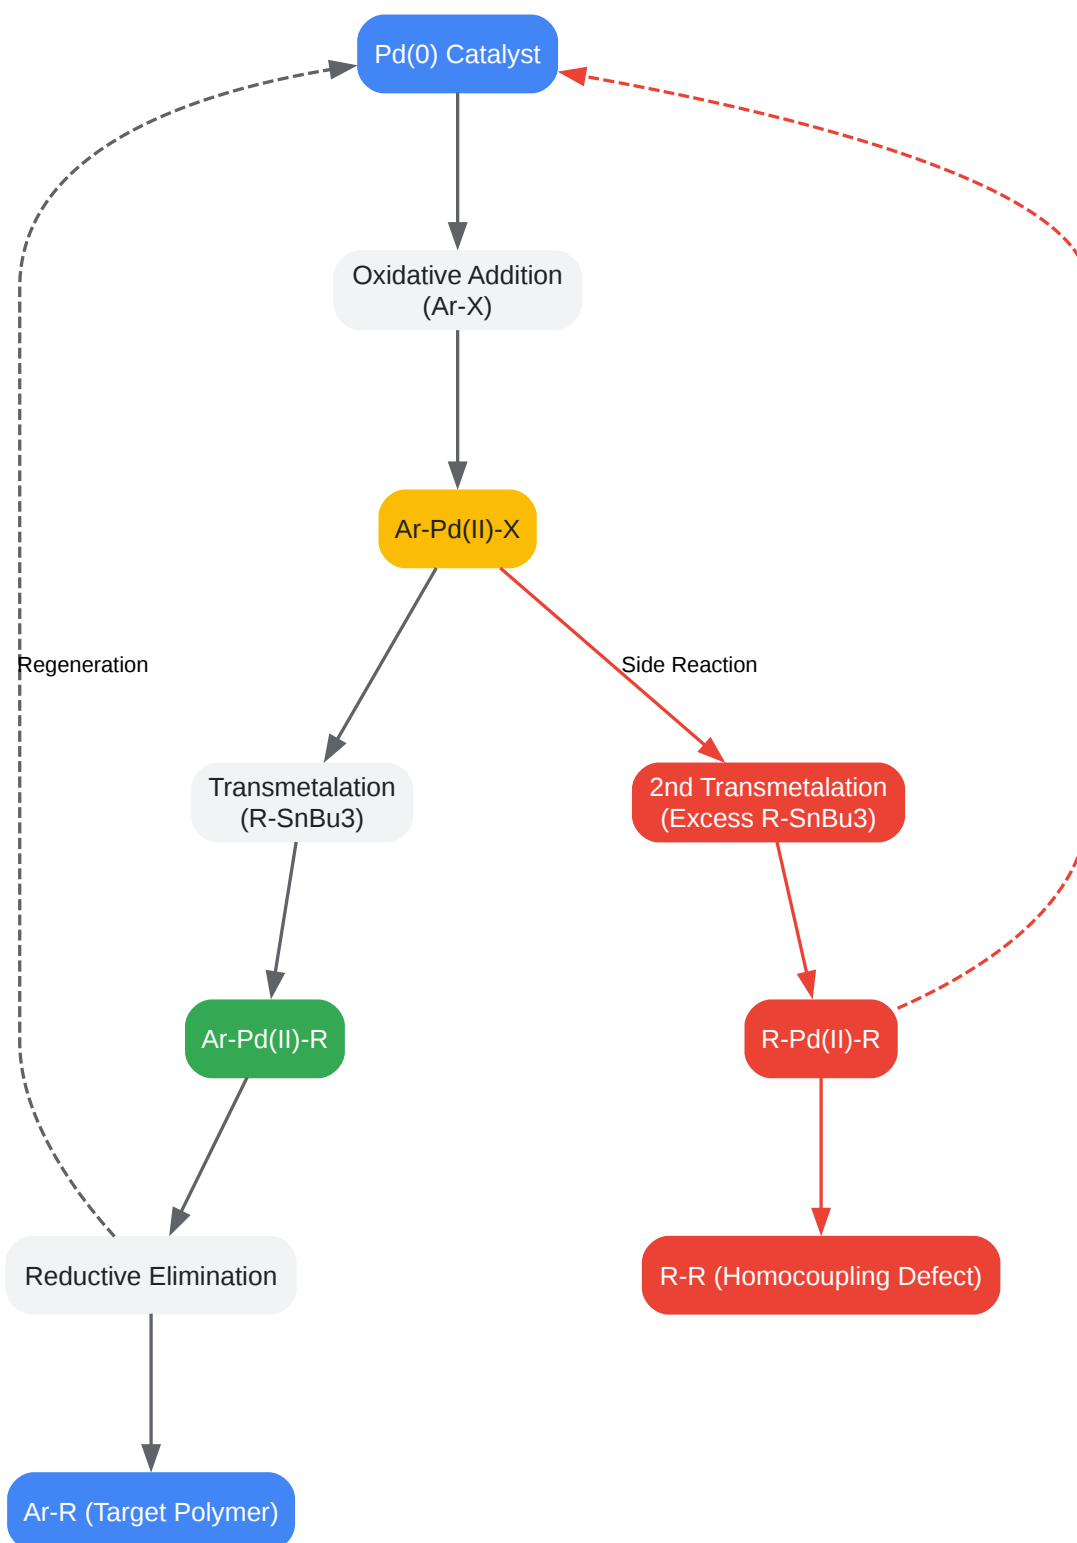 Pd(0) Catalyst
Oxidative Addition
(Ar-X)
Ar-Pd(II)-X
Regeneration
Side Reaction
Transmetalation
(R-SnBu3)
2nd Transmetalation
(Excess R-SnBu3)
Ar-Pd(II)-R
R-Pd(II)-R
Reductive Elimination
R-R (Homocoupling Defect)
Ar-R (Target Polymer)